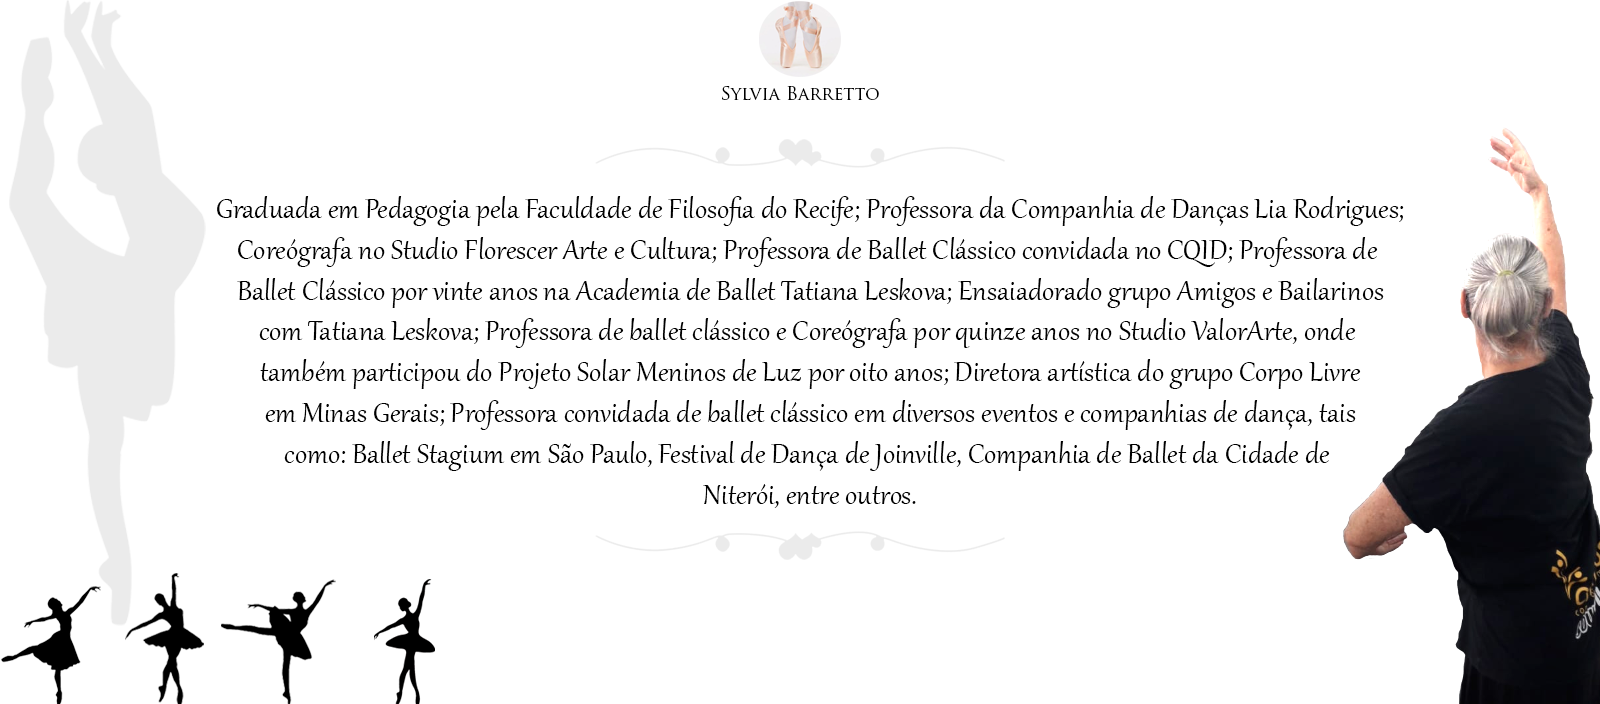 SYLVIA BARRETTO
Graduada em Pedagogia pela Faculdade de Filosofia do Recife; Professora da Companhia de Danças Lia Rodrigues;
Coreógrafa no Studio Florescer Arte e Cultura; Professora de Ballet Clássico convidada no CQID; Professora de
Ballet Clássico por vinte anos na Academia de Ballet Tatiana Leskova; Ensaiadorado grupo Amigos e Bailarinos
com Tatiana Leskova; Professora de ballet clássico e Coreógrafa por quinze anos no Studio ValorArte, onde
também participou do Projeto Solar Meninos de Luz por oito anos; Diretora artística do grupo Corpo Livre
em Minas Gerais; Professora convidada de ballet clássico em diversos eventos e companhias de dança, tais
como: Ballet Stagium em São Paulo, Festival de Dança de Joinville, Companhia de Ballet da Cidade de
Niterói, entre outros.